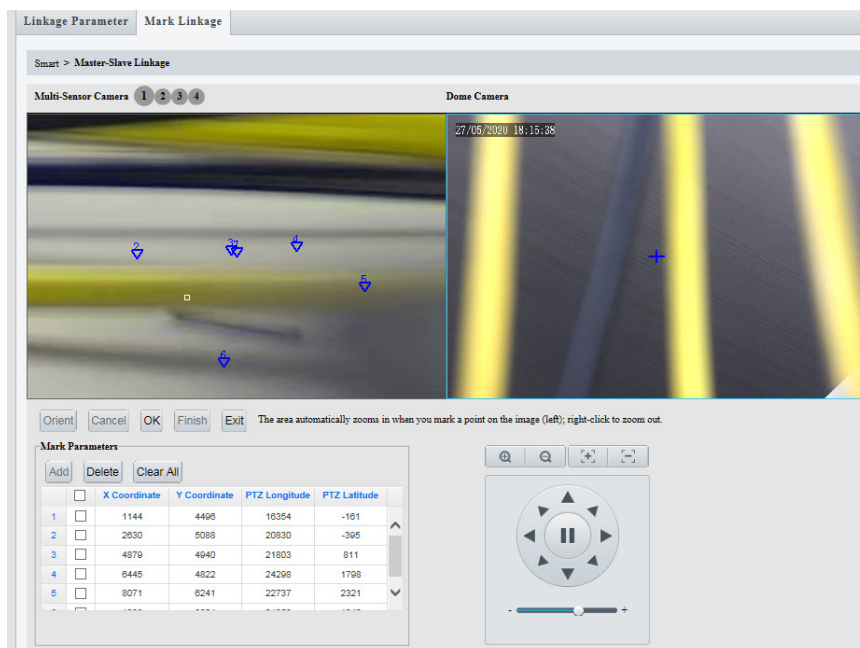 Linkage Parameter Mark Linkage
Smart > Master-Slave Linkage
Multi-Sensor Camera 1 2 3 4 Dome Camera
27/05/2020 18:15:38
2 4
5
6
Orient Cancel OK Finish Exit The area automatically zooms in when you mark a point on the image (left); right-click to zoom out.
Mark Parameters
Add Delete Clear All
X Coordinate Y Coordinate PTZ Longitude PTZ Latitude
1 1144 4496 16354 -161
2 2630 5088 20830 -395
3 4879 4940 21803 811
4 6445 4822 24298 1798
5 8071 6241 22737 2321
- +